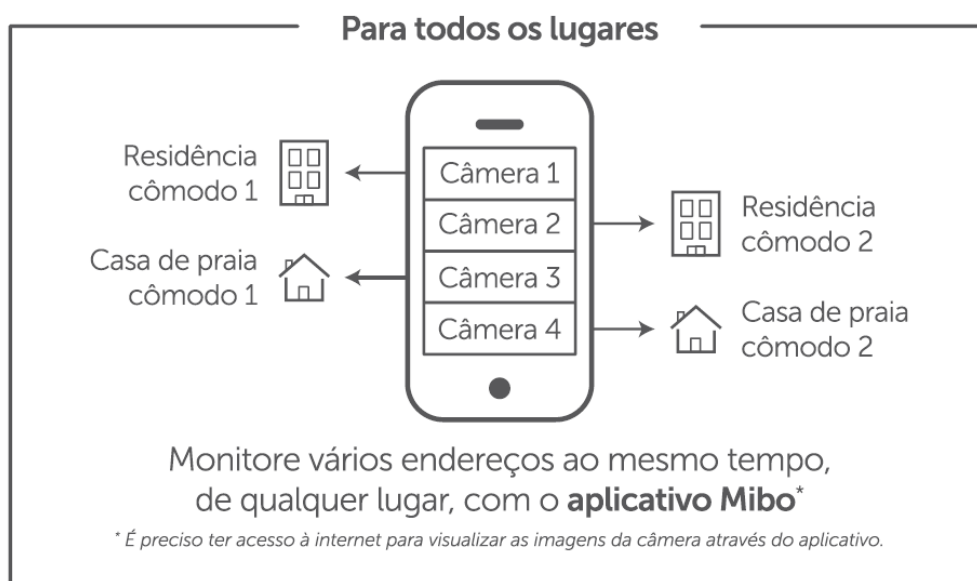 Para todos os lugares
Residência
cômodo 1
Casa de praia
cômodo 1
Câmera 1
Câmera 2
Câmera 3
Câmera 4
Residência
cômodo 2
Casa de praia
cômodo 2
Monitore vários endereços ao mesmo tempo,
de qualquer lugar, com o aplicativo Mibo*
* É preciso ter acesso à internet para visualizar as imagens da câmera através do aplicativo.